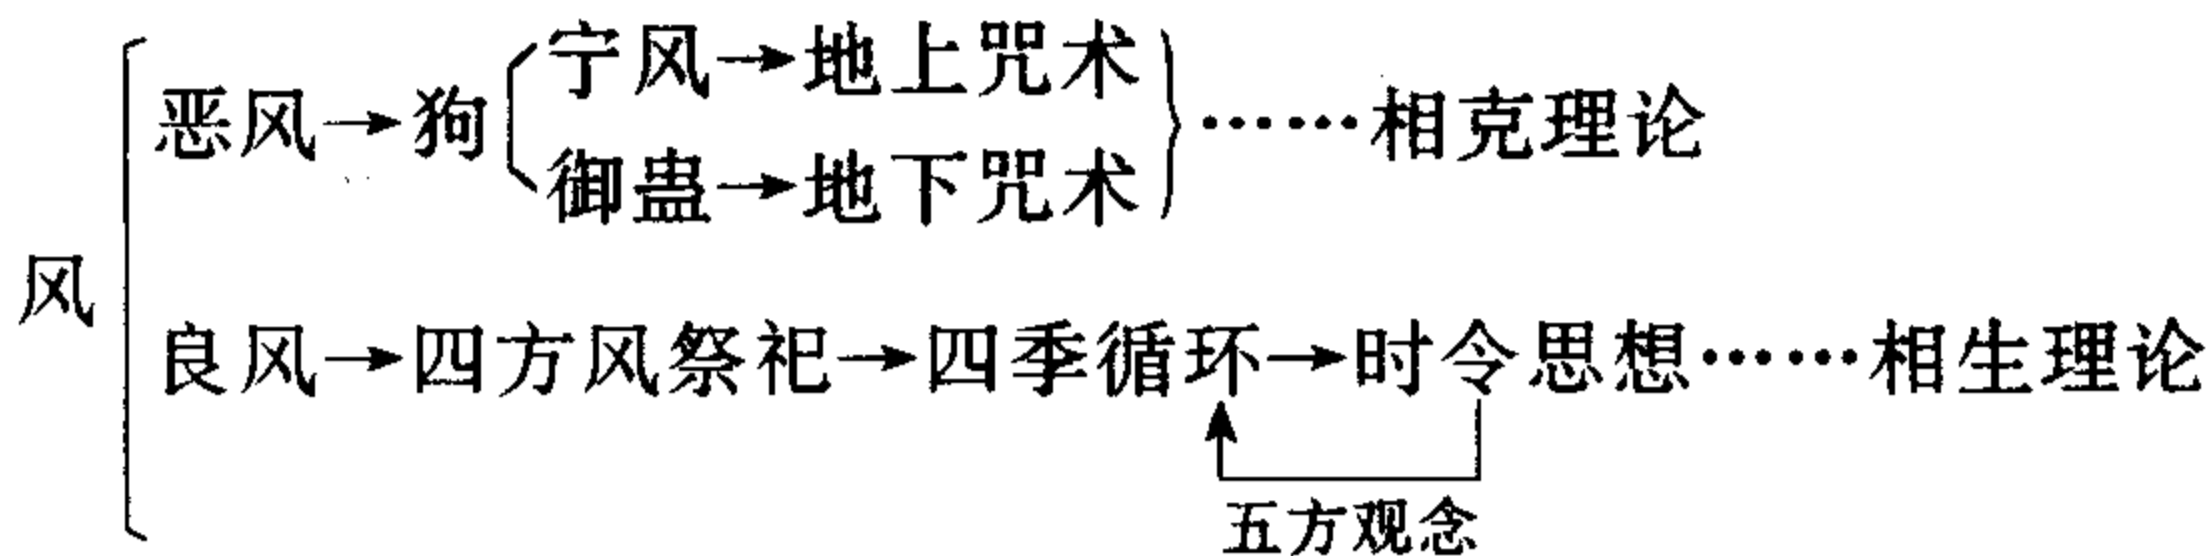 宁风→地上咒术
恶风→狗 ……相克理论
御蛊→地下咒术
风
良风→四方风祭祀→四季循环→时令思想……相生理论
五方观念